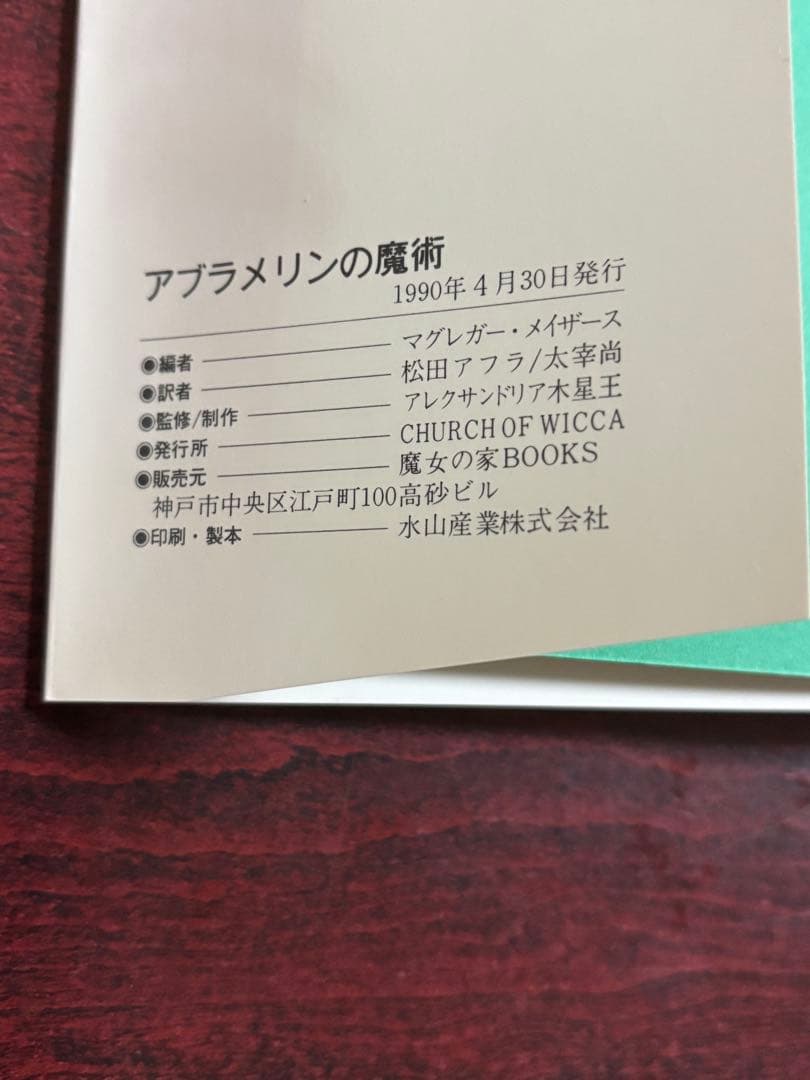 アブラメリンの魔術
1990年4月30日発行
◉編者 ― マグレガー・メイザース
◉訳者 ― 松田アフラ/太宰尚
◉監修/制作 ― アレクサンドリア木星王
◉発行所 ― CHURCH OF WICCA
◉販売元 ― 魔女の家BOOKS
神戸市中央区江戸町100高砂ビル
◉印刷・製本 ― 水山産業株式会社